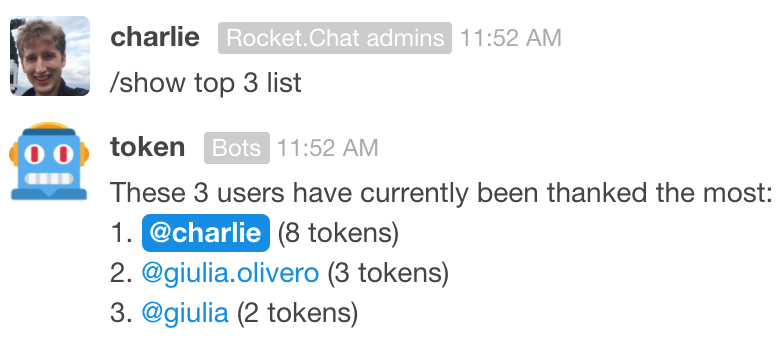 charlie Rocket.Chat admins 11:52 AM
/show top 3 list
token Bots 11:52 AM
These 3 users have currently been thanked the most:
1. @charlie (8 tokens)
2. @giulia.olivero (3 tokens)
3. @giulia (2 tokens)